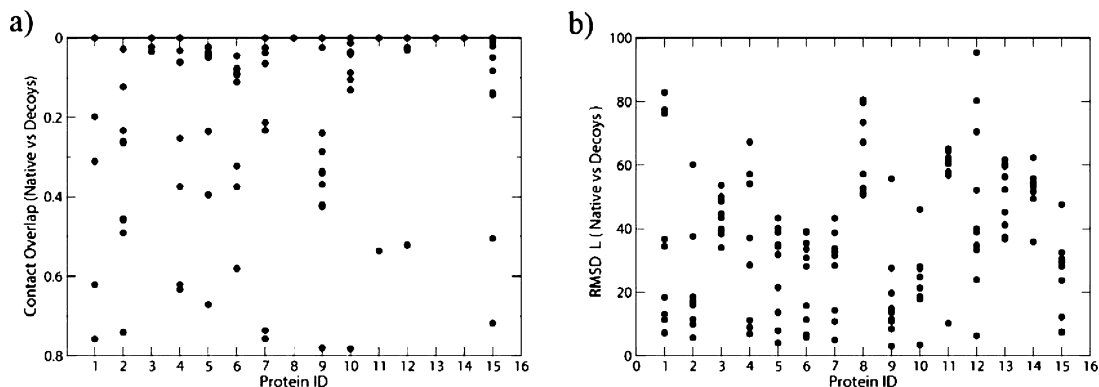 a)
Contact Overlap (Native vs Decoys)
0
0.2
0.4
0.6
0.8
1 2 3 4 5 6 7 8 9 10 11 12 13 14 15 16
Protein ID
b)
RMSD L ( Native vs Decoys )
100
80
60
40
20
0
0 1 2 3 4 5 6 7 8 9 10 11 12 13 14 15 16
Protein ID